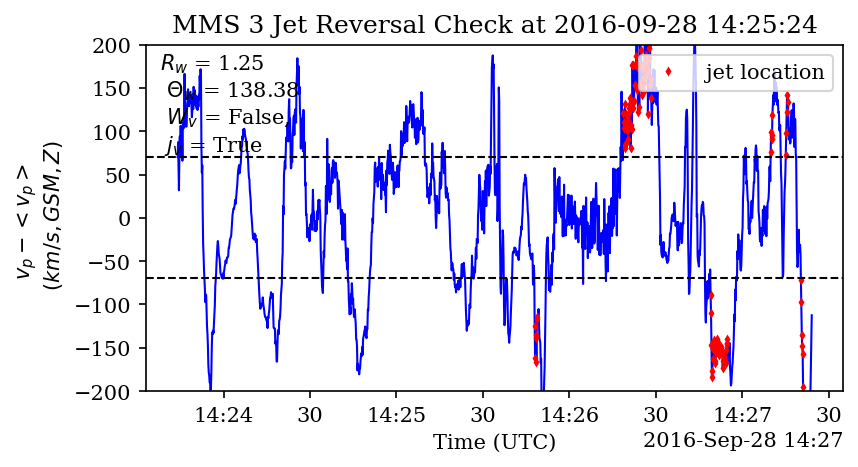 MMS 3 Jet Reversal Check at 2016-09-28 14:25:24
R_w = 1.25
Θ_w = 138.38
W_v = False,
j_v = True
jet location
v_p − < v_p >
(km/s, GSM, Z)
200
150
100
50
0
−50
−100
−150
−200
14:24 30 14:25 30 14:26 30 14:27 30
Time (UTC)
2016-Sep-28 14:27